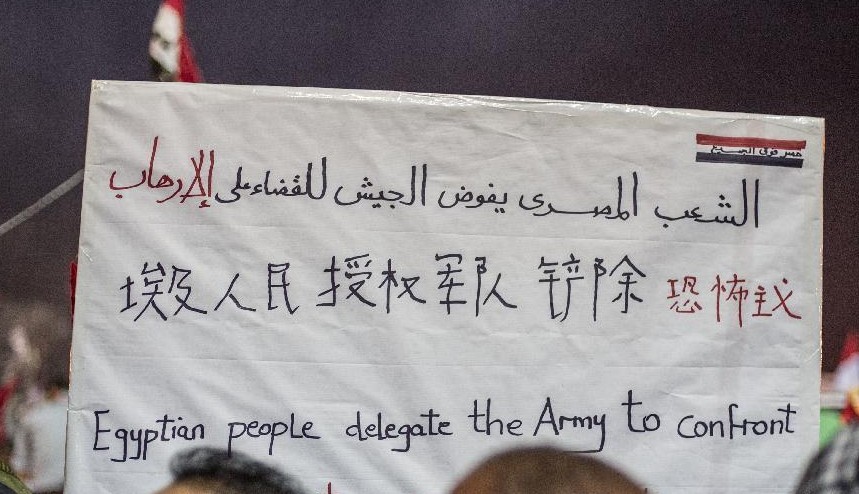 مصر فوق الجميع
الشعب المصرى يفوض الجيش للقضاء على الإرهاب
埃及人民 授权军队 铲除 恐怖主义
Egyptian people delegate the Army to confront